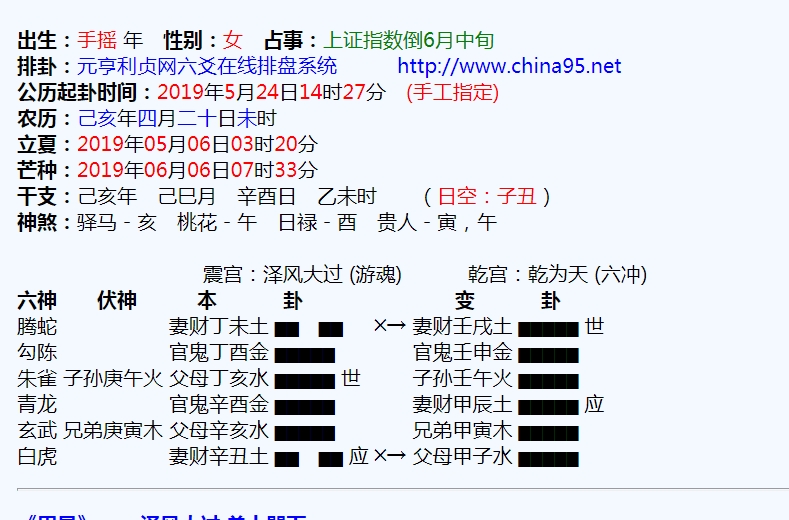 出生：手摇 年 性别：女 占事：上证指数倒6月中旬
排卦：元亨利贞网六爻在线排盘系统 http://www.china95.net
公历起卦时间：2019年5月24日14时27分 (手工指定)
农历：己亥年四月二十日未时
立夏：2019年05月06日03时20分
芒种：2019年06月06日07时33分
干支：己亥年 己巳月 辛酉日 乙未时 （日空：子丑）
神煞：驿马－亥 桃花－午 日禄－酉 贵人－寅，午
震宫：泽风大过 (游魂) 乾宫：乾为天 (六冲)
六神 伏神 本 卦 变 卦
腾蛇 妻财丁未土 ×→ 妻财壬戌土 世
勾陈 官鬼丁酉金 官鬼壬申金
朱雀 子孙庚午火 父母丁亥水 世 子孙壬午火
青龙 官鬼辛酉金 妻财甲辰土 应
玄武 兄弟庚寅木 父母辛亥水 兄弟甲寅木
白虎 妻财辛丑土 应 ×→ 父母甲子水